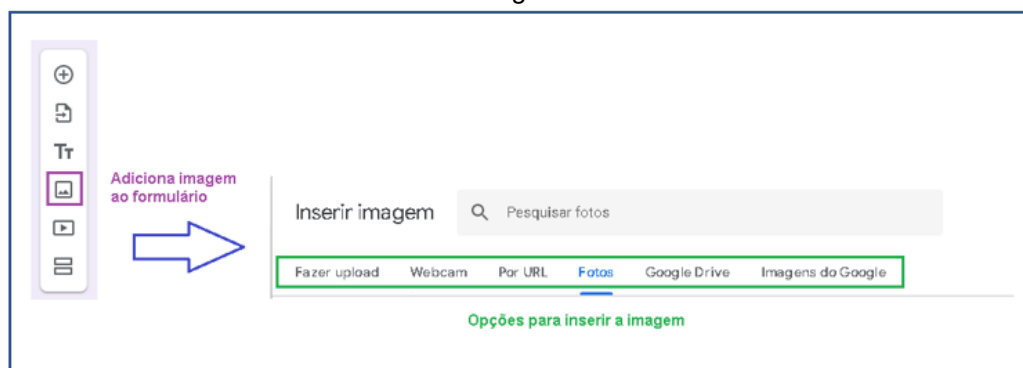 Tт
Adiciona imagem
ao formulário
Inserir imagem
Pesquisar fotos
Fazer upload Webcam Por URL Fotos Google Drive Imagens do Google
Opções para inserir a imagem